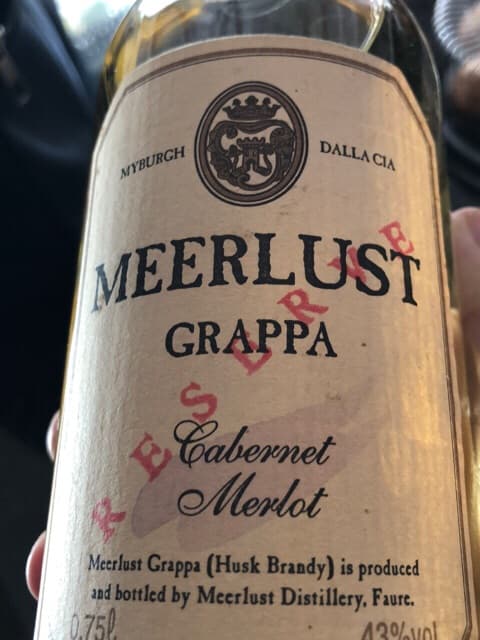 MYBURGH DALLA CIA
MEERLUST
GRAPPA
RESERVE
Cabernet
Merlot
Meerlust Grappa (Husk Brandy) is produced
and bottled by Meerlust Distillery, Faure.
0.75ℓ 43%vol